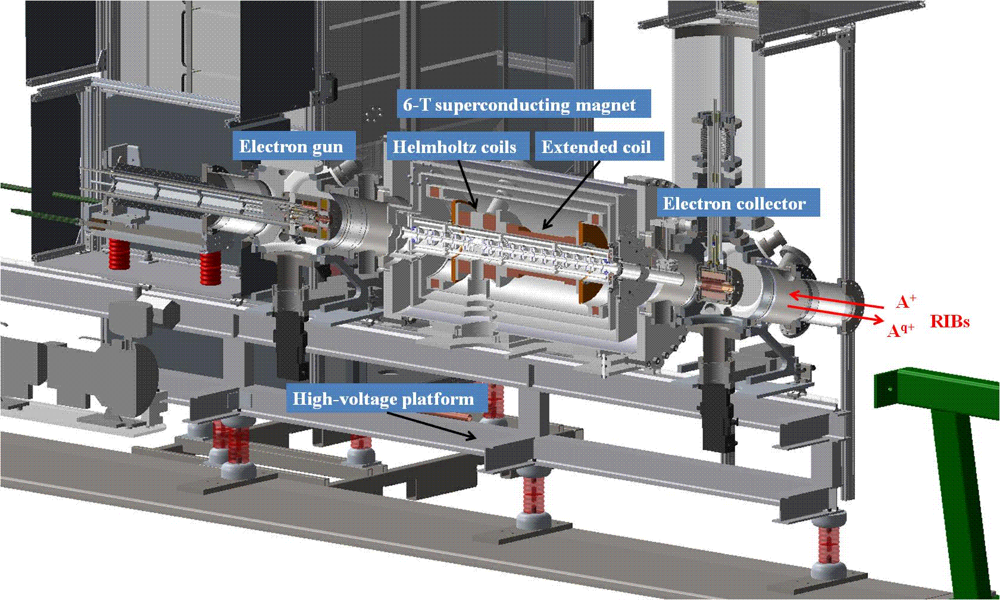 6-T superconducting magnet
Electron gun
Helmholtz coils
Extended coil
Electron collector
A+
RIBs
Aq+
High-voltage platform